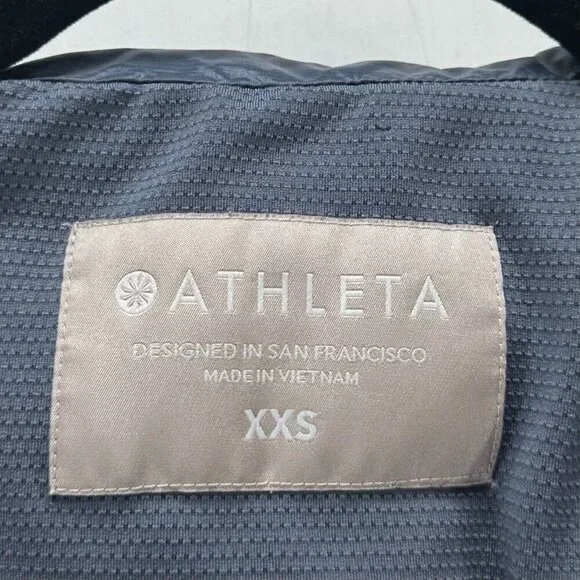 ATHLETA
DESIGNED IN SAN FRANCISCO
MADE IN VIETNAM
XXS